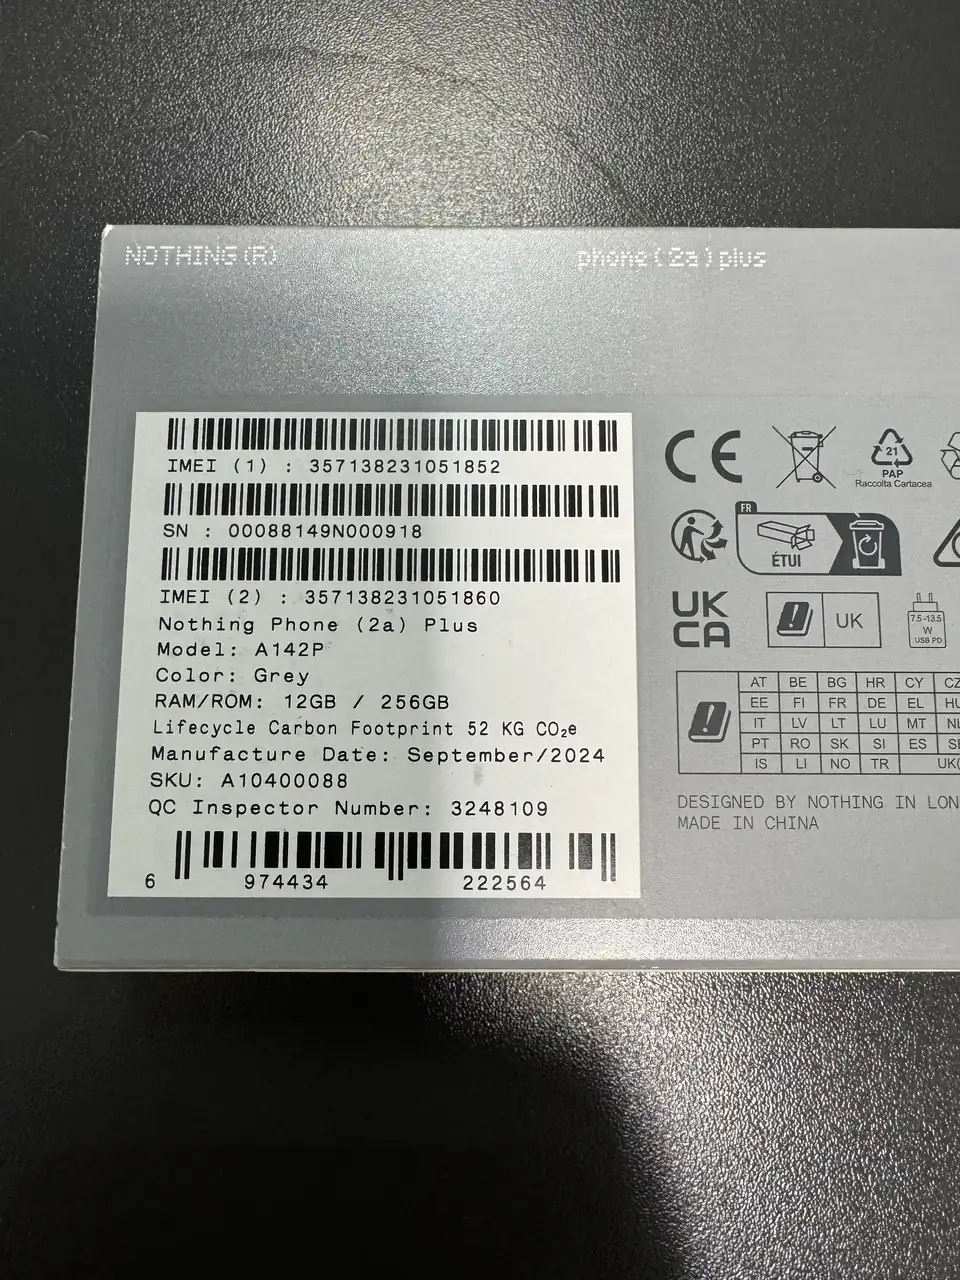 NOTHING(R)
phone(2a)plus
IMEI (1) : 357138231051852
SN : 00088149N000918
IMEI (2) : 357138231051860
Nothing Phone (2a) Plus
Model: A142P
Color: Grey
RAM/ROM: 12GB / 256GB
Lifecycle Carbon Footprint 52 KG CO₂e
Manufacture Date: September/2024
SKU: A10400088
QC Inspector Number: 3248109
6 974434 222564
CE
21
PAP
Raccolta Cartacea
FR
ÉTUI
UK
CA
UK
7.5-13.5
W
USB PD
AT BE BG HR CY CZ
EE FI FR DE EL HU
IT LV LT LU MT NL
PT RO SK SI ES SE
IS LI NO TR
DESIGNED BY NOTHING IN
MADE IN CHINA